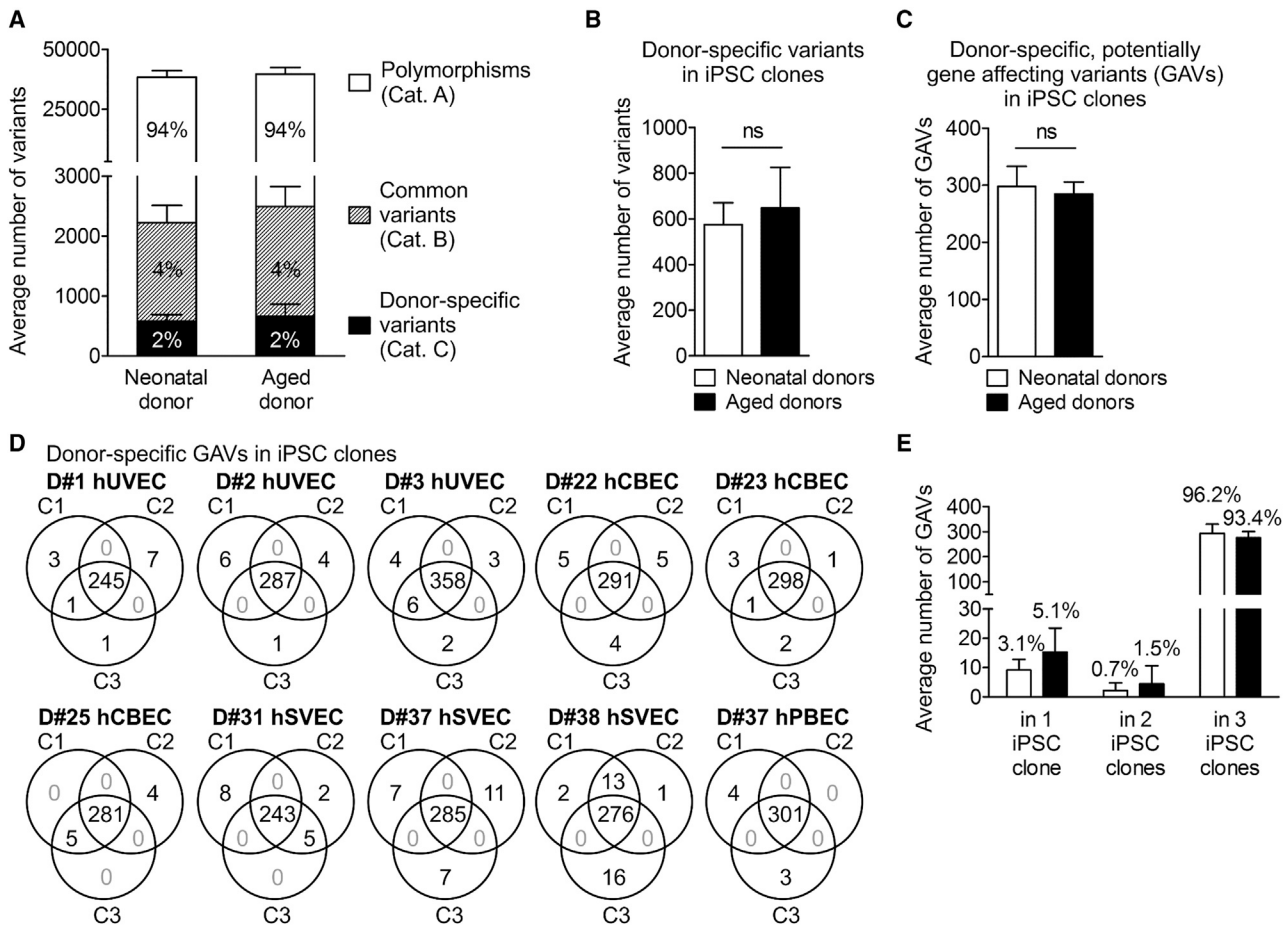 A
50000
25000
3000
2000
1000
0
Average number of variants
94%
94%
4%
4%
2%
2%
Neonatal
donor
Aged
donor
Polymorphisms
(Cat. A)
Common
variants
(Cat. B)
Donor-specific
variants
(Cat. C)
B
Donor-specific variants
in iPSC clones
Average number of variants
1000
800
600
400
200
0
ns
Neonatal donors
Aged donors
C
Donor-specific, potentially
gene affecting variants (GAVs)
in iPSC clones
Average number of GAVs
400
300
200
100
0
ns
Neonatal donors
Aged donors
D
Donor-specific GAVs in iPSC clones
D#1 hUVEC
C1 C2
0
3 7
245
1
1
C3
D#2 hUVEC
C1 C2
0
6 4
287
0 0
1
C3
D#3 hUVEC
C1 C2
0
4 3
358
6 0
2
C3
D#22 hCBEC
C1 C2
0
5 5
291
0 0
4
C3
D#23 hCBEC
C1 C2
0
3 1
298
1 0
2
C3
D#25 hCBEC
C1 C2
0
0 4
281
5 0
0
C3
D#31 hSVEC
C1 C2
0
8 2
243
0 5
0
C3
D#37 hSVEC
C1 C2
0
7 11
285
0 0
7
C3
D#38 hSVEC
C1 C2
13
2 1
276
0 0
16
C3
D#37 hPBEC
C1 C2
0
4 0
301
0 0
3
C3
E
Average number of GAVs
400
300
200
100
30
20
10
0
3.1%
5.1%
0.7%
1.5%
96.2%
93.4%
in 1
iPSC
clone
in 2
iPSC
clones
in 3
iPSC
clones